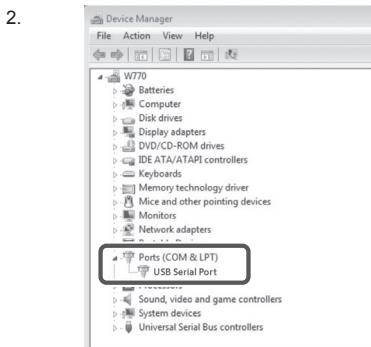 2.
Device Manager
File Action View Help
W770
Batteries
Computer
Disk drives
Display adapters
DVD/CD-ROM drives
IDE ATA/ATAPI controllers
Keyboards
Memory technology driver
Mice and other pointing devices
Monitors
Network adapters
Ports (COM & LPT)
USB Serial Port
Sound, video and game controllers
System devices
Universal Serial Bus controllers